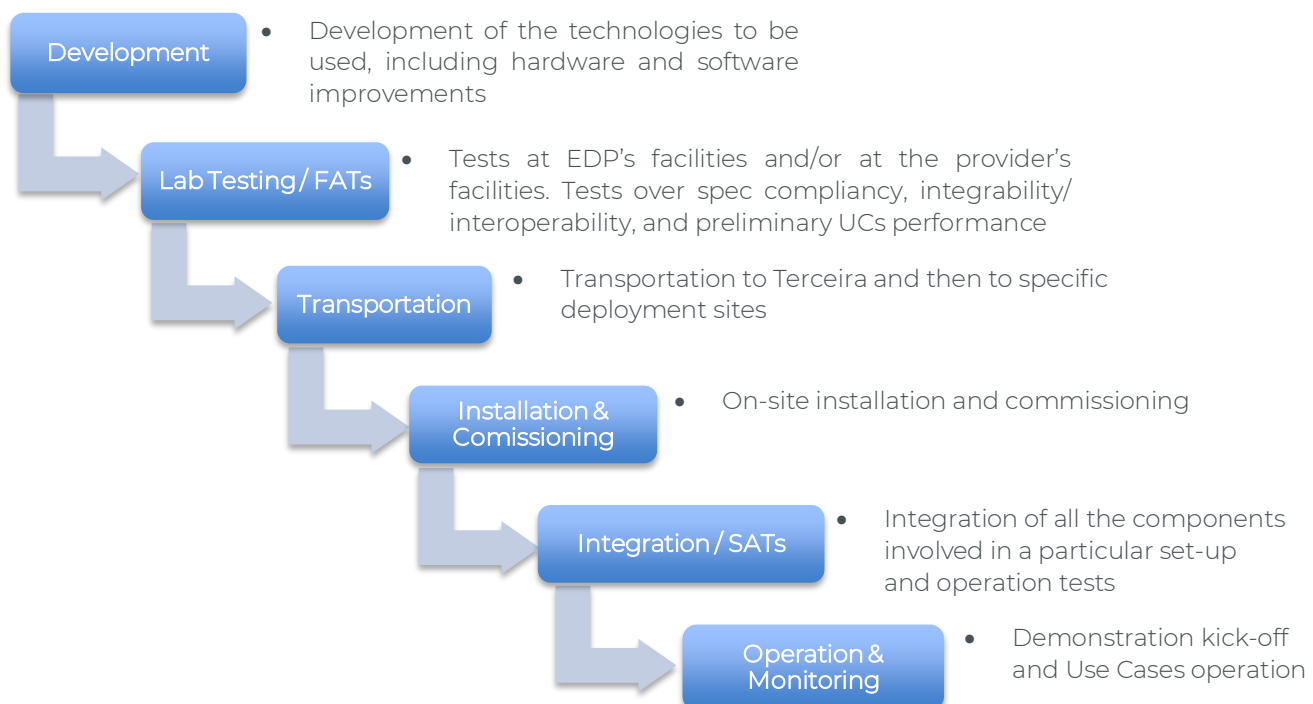 Development
• Development of the technologies to be
used, including hardware and software
improvements
Lab Testing / FATs
• Tests at EDP’s facilities and/or at the provider’s
facilities. Tests over spec compliancy, integrability/
interoperability, and preliminary UCs performance
Transportation
• Transportation to Terceira and then to specific
deployment sites
Installation &
Comissioning
• On-site installation and commissioning
Integration / SATs
• Integration of all the components
involved in a particular set-up
and operation tests
Operation &
Monitoring
• Demonstration kick-off
and Use Cases operation